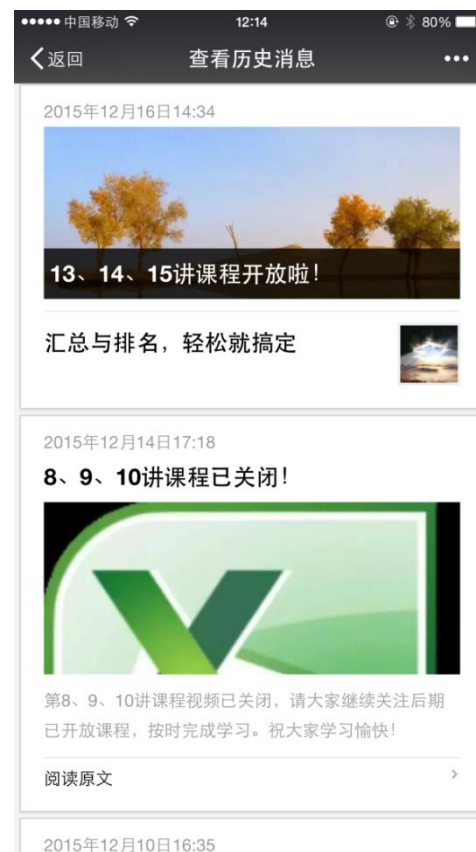 中国移动 12:14 80%
返回 查看历史消息
2015年12月16日14:34
13、14、15讲课程开放啦！
汇总与排名，轻松就搞定
2015年12月14日17:18
8、9、10讲课程已关闭！
第8、9、10讲课程视频已关闭，请大家继续关注后期
已开放课程，按时完成学习。祝大家学习愉快！
阅读原文
2015年12月10日16:35